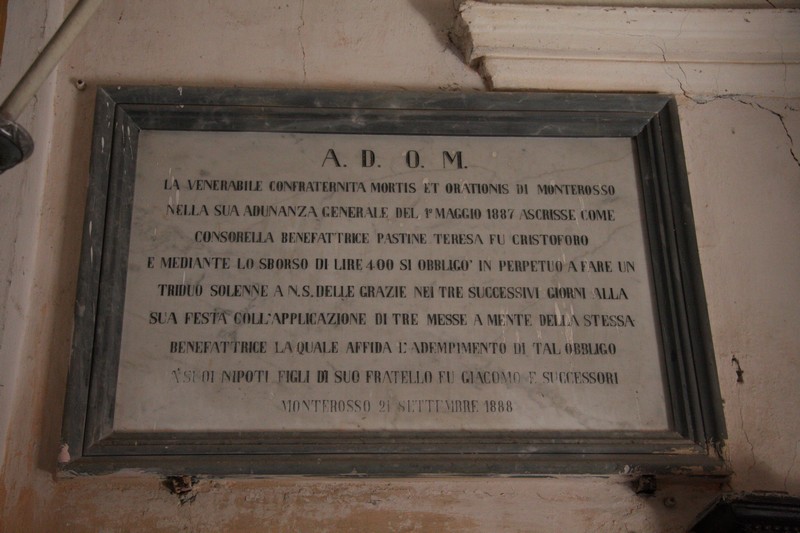 A. D. O. M.
LA VENERABILE CONFRATERNITA MORTIS ET ORATIONIS DI MONTEROSSO
NELLA SUA ADUNANZA GENERALE DEL 1º MAGGIO 1887 ASCRISSE COME
CONSORELLA BENEFATTRICE PASTINE TERESA FU CRISTOFORO
E MEDIANTE LO SBORSO DI LIRE 400 SI OBBLIGO' IN PERPETUO A FARE UN
TRIDUO SOLENNE A N.S. DELLE GRAZIE NEI TRE SUCCESSIVI GIORNI ALLA
SUA FESTA COLL'APPLICAZIONE DI TRE MESSE A MENTE DELLA STESSA
BENEFATTRICE LA QUALE AFFIDA L'ADEMPIMENTO DI TAL OBBLIGO
A' SUOI NIPOTI FIGLI DI SUO FRATELLO FU GIACOMO E SUCCESSORI
MONTEROSSO 21 SETTEMBRE 1888